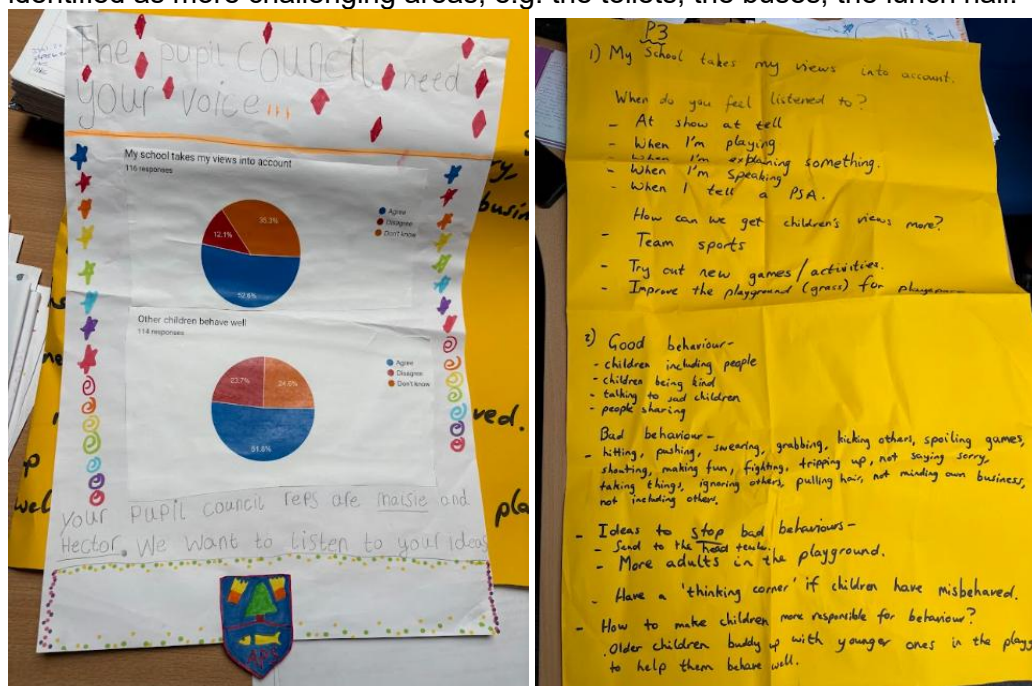 identified as more challenging areas, e.g. the toilets, the buses, the lunch hall.
The pupil council need
your voice...
My school takes my views into account
116 responses
35.3%
12.1%
52.6%
Agree
Disagree
Don't know
Other children behave well
114 responses
23.7%
24.6%
51.8%
Agree
Disagree
Don't know
your pupil council reps are maisie and
Hector. We want to listen to your ideas
busin
ved.
P3
1) My School takes my views into account.
When do you feel listened to?
- At show at tell
- When I'm playing
- When I'm explaining something.
- When I'm speaking
- When I tell a PSA.
How can we get children's views more?
- Team sports
- Try out new games/activities.
- Improve the playground (grass) for
2) Good behaviour-
- children including people
- children being kind
- talking to sad children
- people sharing
Bad behaviour-
- hitting, pushing, swearing, grabbing, kicking others, spoiling games,
shouting, making fun, fighting, tripping up, not saying sorry,
taking things, ignoring others, pulling hair, not minding own business,
not including others.
- Ideas to stop bad behaviours-
- Send to the head
- More adults in the playground.
- Have a 'thinking corner' if children have misbehaved.
- How to make children more responsible for behaviour?
. Older children buddy up with younger ones in the playg
to help them behave well.